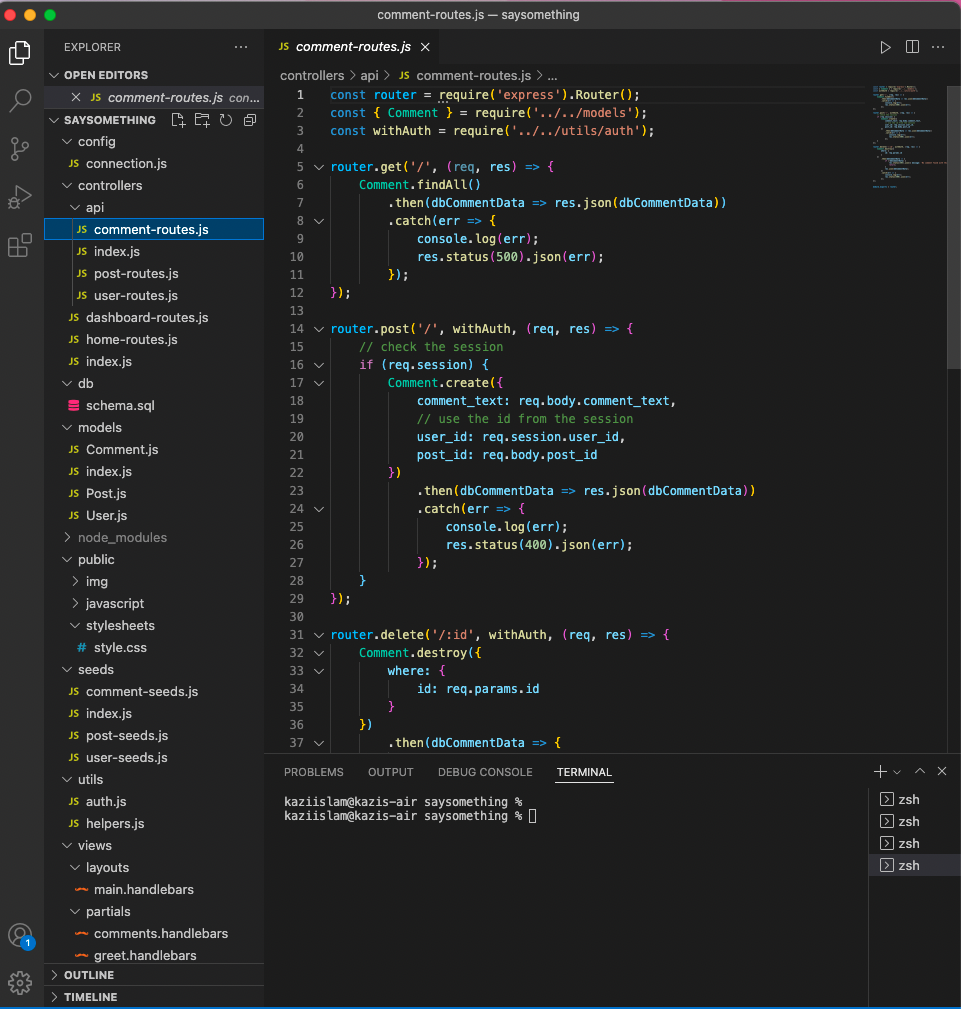 comment-routes.js — saysomething
EXPLORER
OPEN EDITORS
JS comment-routes.js con...
SAYSOMETHING
config
JS connection.js
controllers
api
JS comment-routes.js
JS index.js
JS post-routes.js
JS user-routes.js
JS dashboard-routes.js
JS home-routes.js
JS index.js
db
schema.sql
models
JS Comment.js
JS index.js
JS Post.js
JS User.js
node_modules
public
img
javascript
stylesheets
# style.css
seeds
JS comment-seeds.js
JS index.js
JS post-seeds.js
JS user-seeds.js
utils
JS auth.js
JS helpers.js
views
layouts
main.handlebars
partials
comments.handlebars
greet.handlebars
OUTLINE
TIMELINE
1
JS comment-routes.js
controllers > api > JS comment-routes.js > ...
1 const router = require('express').Router();
2 const { Comment } = require('../../models');
3 const withAuth = require('../../utils/auth');
4
5 router.get('/', (req, res) => {
6 Comment.findAll()
7 .then(dbCommentData => res.json(dbCommentData))
8 .catch(err => {
9 console.log(err);
10 res.status(500).json(err);
11 });
12 });
13
14 router.post('/', withAuth, (req, res) => {
15 // check the session
16 if (req.session) {
17 Comment.create({
18 comment_text: req.body.comment_text,
19 // use the id from the session
20 user_id: req.session.user_id,
21 post_id: req.body.post_id
22 })
23 .then(dbCommentData => res.json(dbCommentData))
24 .catch(err => {
25 console.log(err);
26 res.status(400).json(err);
27 });
28 }
29 });
30
31 router.delete('/:id', withAuth, (req, res) => {
32 Comment.destroy({
33 where: {
34 id: req.params.id
35 }
36 })
37 .then(dbCommentData => {
PROBLEMS OUTPUT DEBUG CONSOLE TERMINAL
kaziislam@kazis-air saysomething %
kaziislam@kazis-air saysomething %
zsh
zsh
zsh
zsh